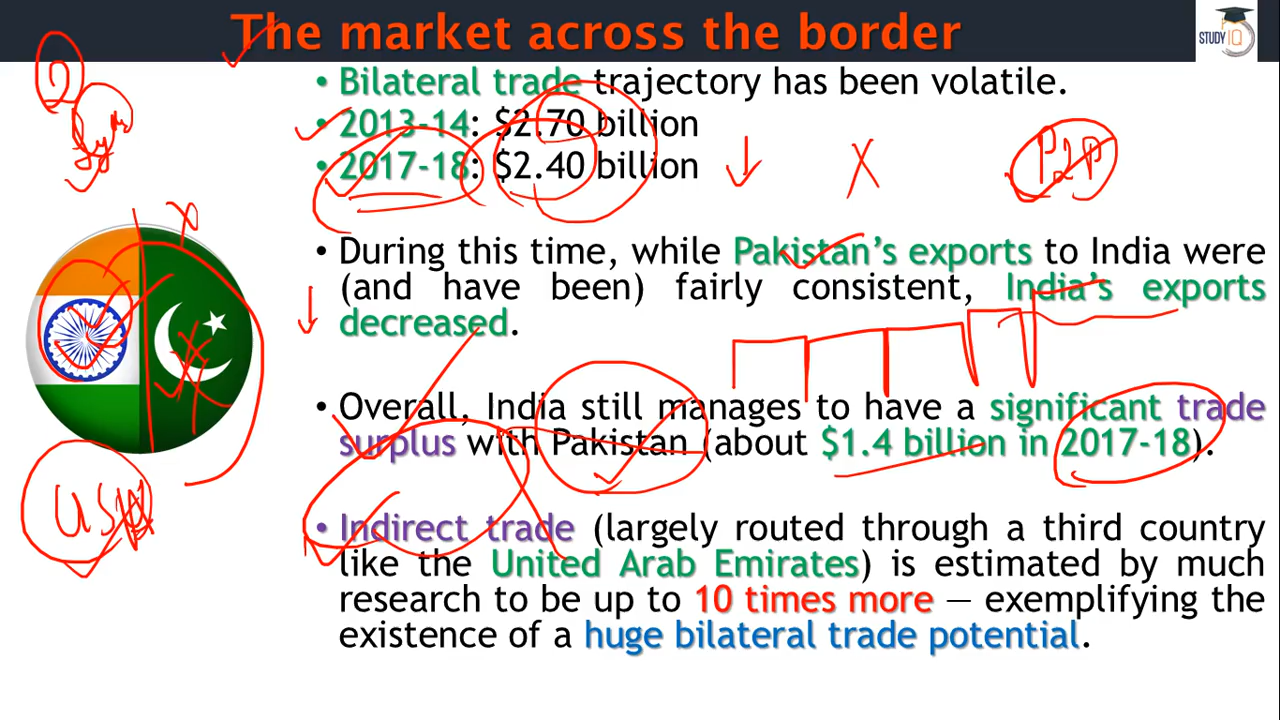 The market across the border
STUDY IQ
• Bilateral trade trajectory has been volatile.
• 2013-14: $2.70 billion
• 2017-18: $2.40 billion
P2P
• During this time, while Pakistan's exports to India were
(and have been) fairly consistent, India's exports
decreased.
• Overall, India still manages to have a significant trade
surplus with Pakistan (about $1.4 billion in 2017-18).
• Indirect trade (largely routed through a third country
like the United Arab Emirates) is estimated by much
research to be up to 10 times more — exemplifying the
existence of a huge bilateral trade potential.